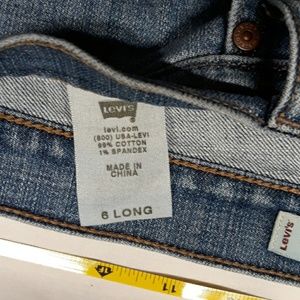 Levi's
levi.com
(800) USA-LEVI
99% COTTON
1% SPANDEX
MADE IN
CHINA
6 LONG
Levi's
11